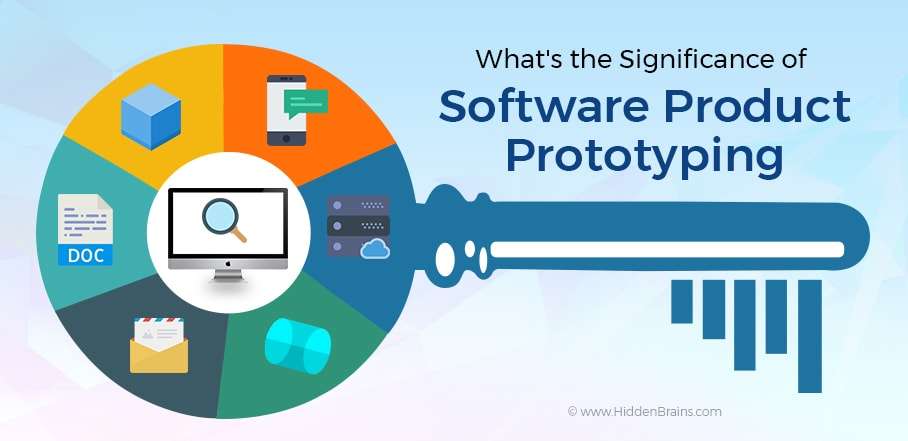 What's the Significance of
Software Product
Prototyping
DOC
© www.HiddenBrains.com